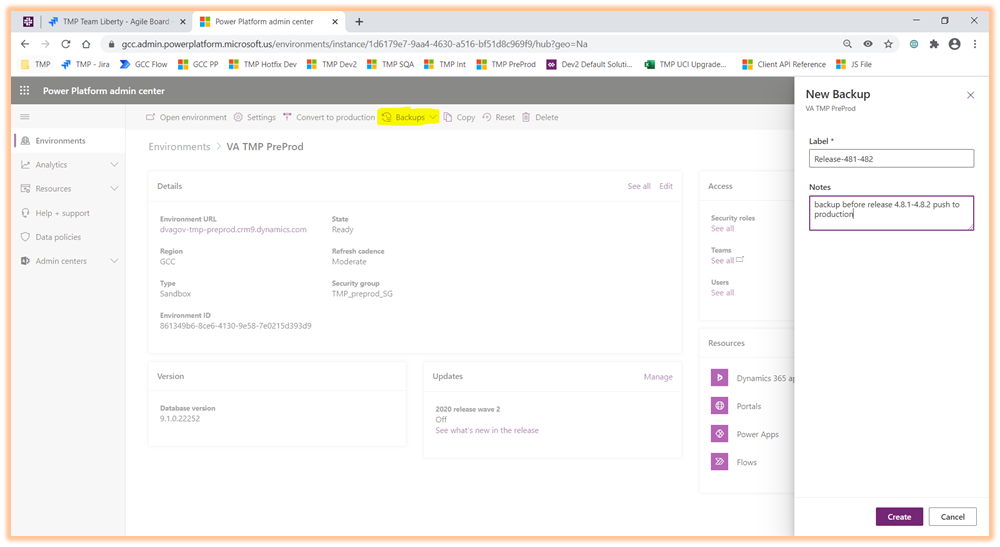 TMP Team Liberty - Agile Board
Power Platform admin center
gcc.admin.powerplatform.microsoft.us/environments/instance/1d6179e7-9aa4-4630-a516-bf51d8c969f9/hub?geo=Na
TMP
TMP - Jira
GCC Flow
GCC PP
TMP Hotfix Dev
TMP Dev2
TMP SQA
TMP Int
TMP PreProd
Dev2 Default Soluti...
TMP UCI Upgrade...
Client API Reference
JS File
Power Platform admin center
Open environment
Settings
Convert to production
Backups
Copy
Reset
Delete
Environments
Analytics
Resources
Help + support
Data policies
Admin centers
Environments > VA TMP PreProd
Details
See all
Edit
Environment URL
dvagov-tmp-preprod.crm9.dynamics.com
State
Ready
Region
GCC
Refresh cadence
Moderate
Type
Sandbox
Security group
TMP_preprod_SG
Environment ID
861349b6-8ce6-4130-9e58-7e0215d393d9
Version
Database version
9.1.0.22252
Updates
Manage
2020 release wave 2
Off
See what's new in the release
Access
Security roles
See all
Teams
See all
Users
See all
Resources
Dynamics 365 ap
Portals
Power Apps
Flows
New Backup
VA TMP PreProd
Label *
Release-481-482
Notes
backup before release 4.8.1-4.8.2 push to
production
Create
Cancel